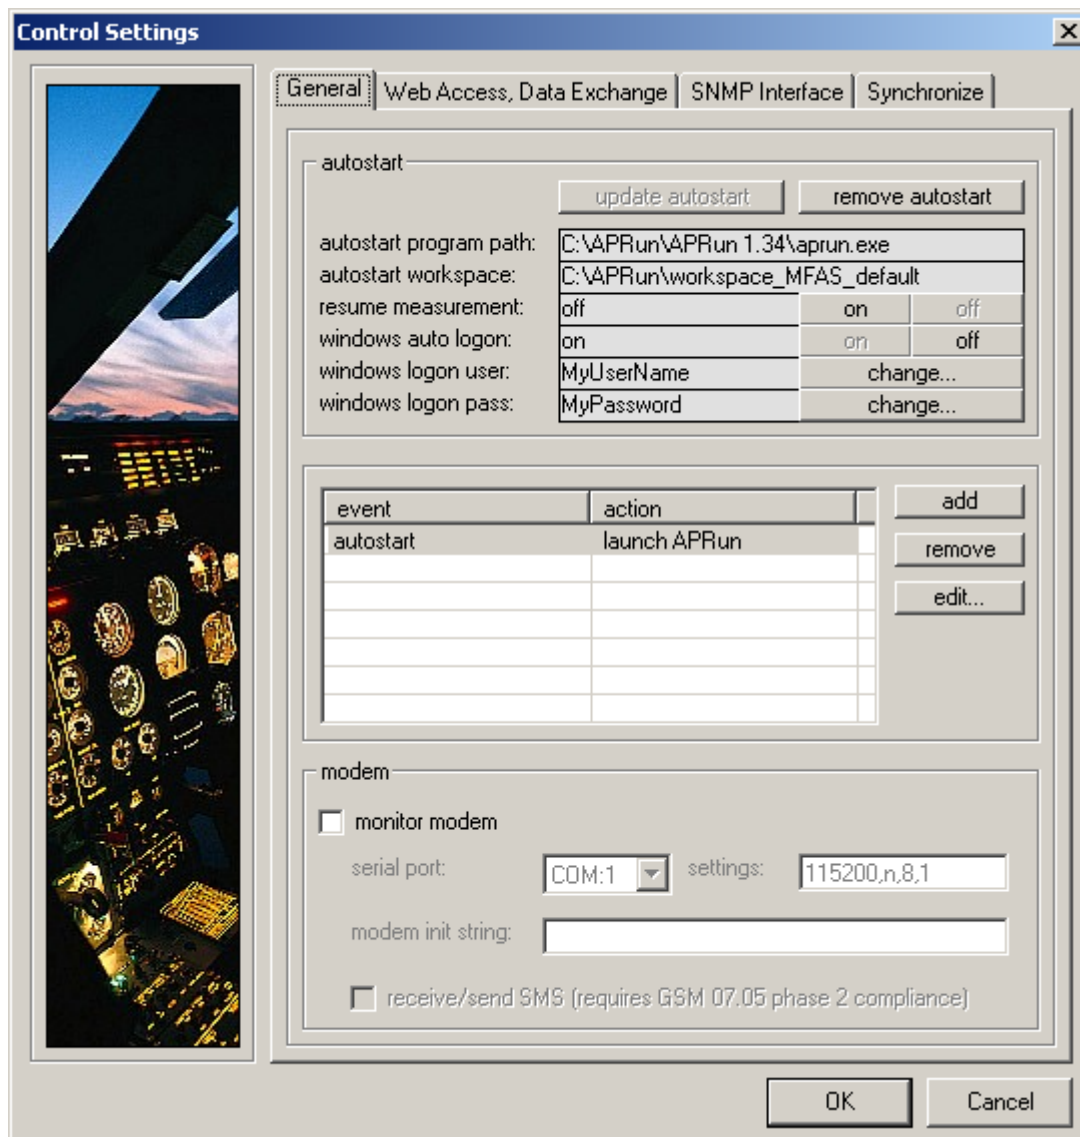 Control Settings
General Web Access, Data Exchange SNMP Interface Synchronize
autostart
update autostart remove autostart
autostart program path: C:\APRun\APRun 1.34\aprun.exe
autostart workspace: C:\APRun\workspace_MFAS_default
resume measurement: off on off
windows auto logon: on on off
windows logon user: MyUserName change...
windows logon pass: MyPassword change...
event action add
autostart launch APRun remove
edit...
modem
monitor modem
serial port: COM:1 settings: 115200,n,8,1
modem init string:
receive/send SMS (requires GSM 07.05 phase 2 compliance)
OK Cancel